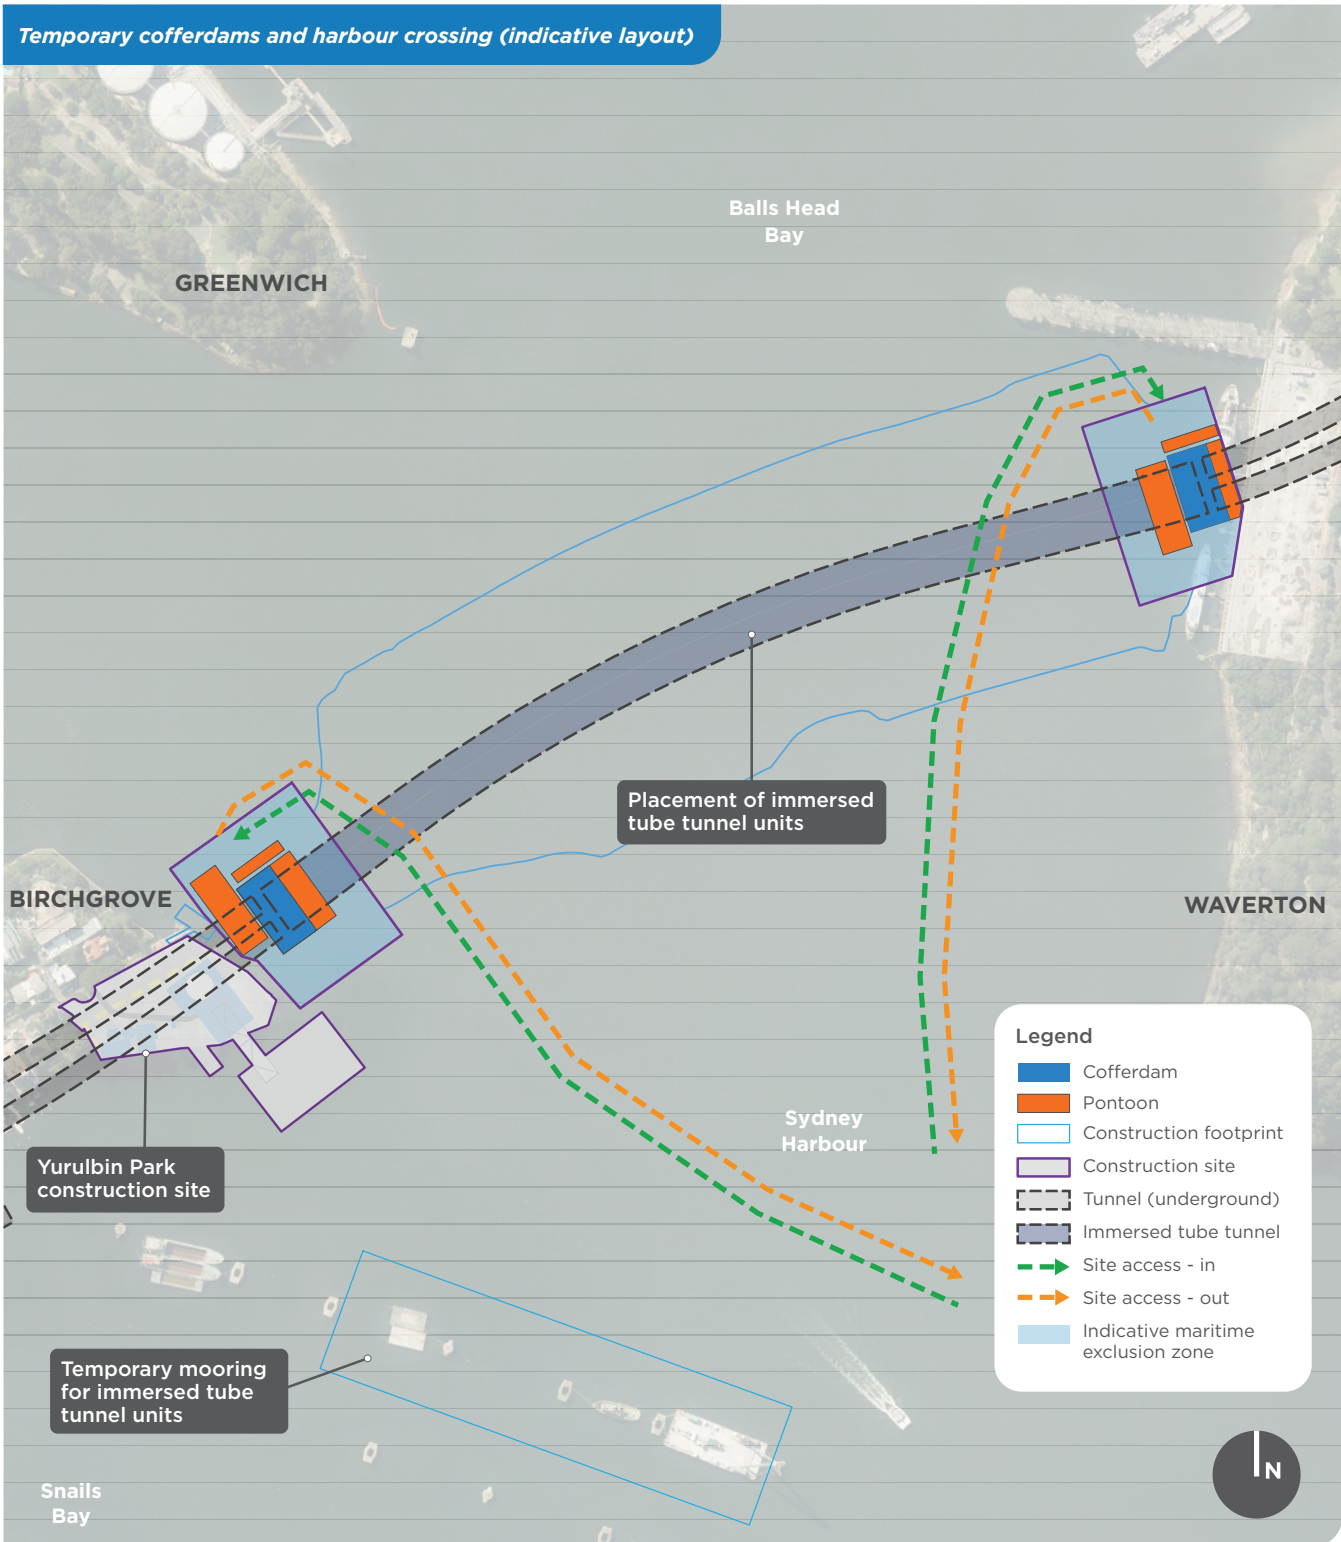 Temporary cofferdams and harbour crossing (indicative layout)
Balls Head
Bay
GREENWICH
Placement of immersed
tube tunnel units
BIRCHGROVE
WAVERTON
Legend
Cofferdam
Pontoon
Construction footprint
Construction site
Tunnel (underground)
Immersed tube tunnel
Site access - in
Site access - out
Indicative maritime
exclusion zone
Sydney
Harbour
Yurulbin Park
construction site
Temporary mooring
for immersed tube
tunnel units
Snails
Bay
N